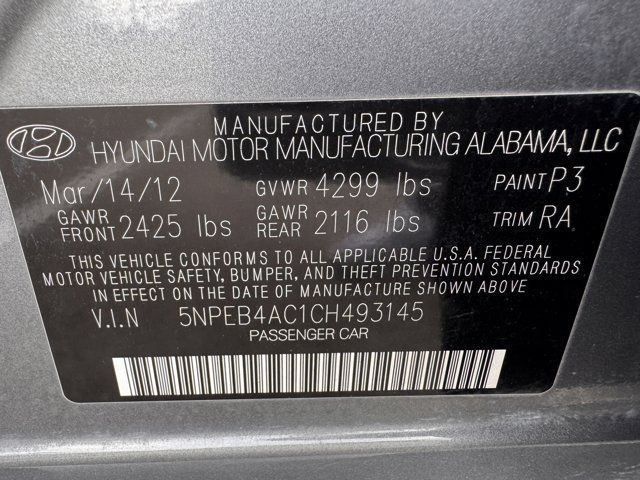 MANUFACTURED BY
HYUNDAI MOTOR MANUFACTURING ALABAMA, LLC
Mar/14/12 GVWR 4299 lbs PAINT P3
GAWR FRONT 2425 lbs GAWR REAR 2116 lbs TRIM RA
THIS VEHICLE CONFORMS TO ALL APPLICABLE U.S.A. FEDERAL
MOTOR VEHICLE SAFETY, BUMPER, AND THEFT PREVENTION STANDARDS
IN EFFECT ON THE DATE OF MANUFACTURE SHOWN ABOVE
V.I.N 5NPEB4AC1CH493145
PASSENGER CAR